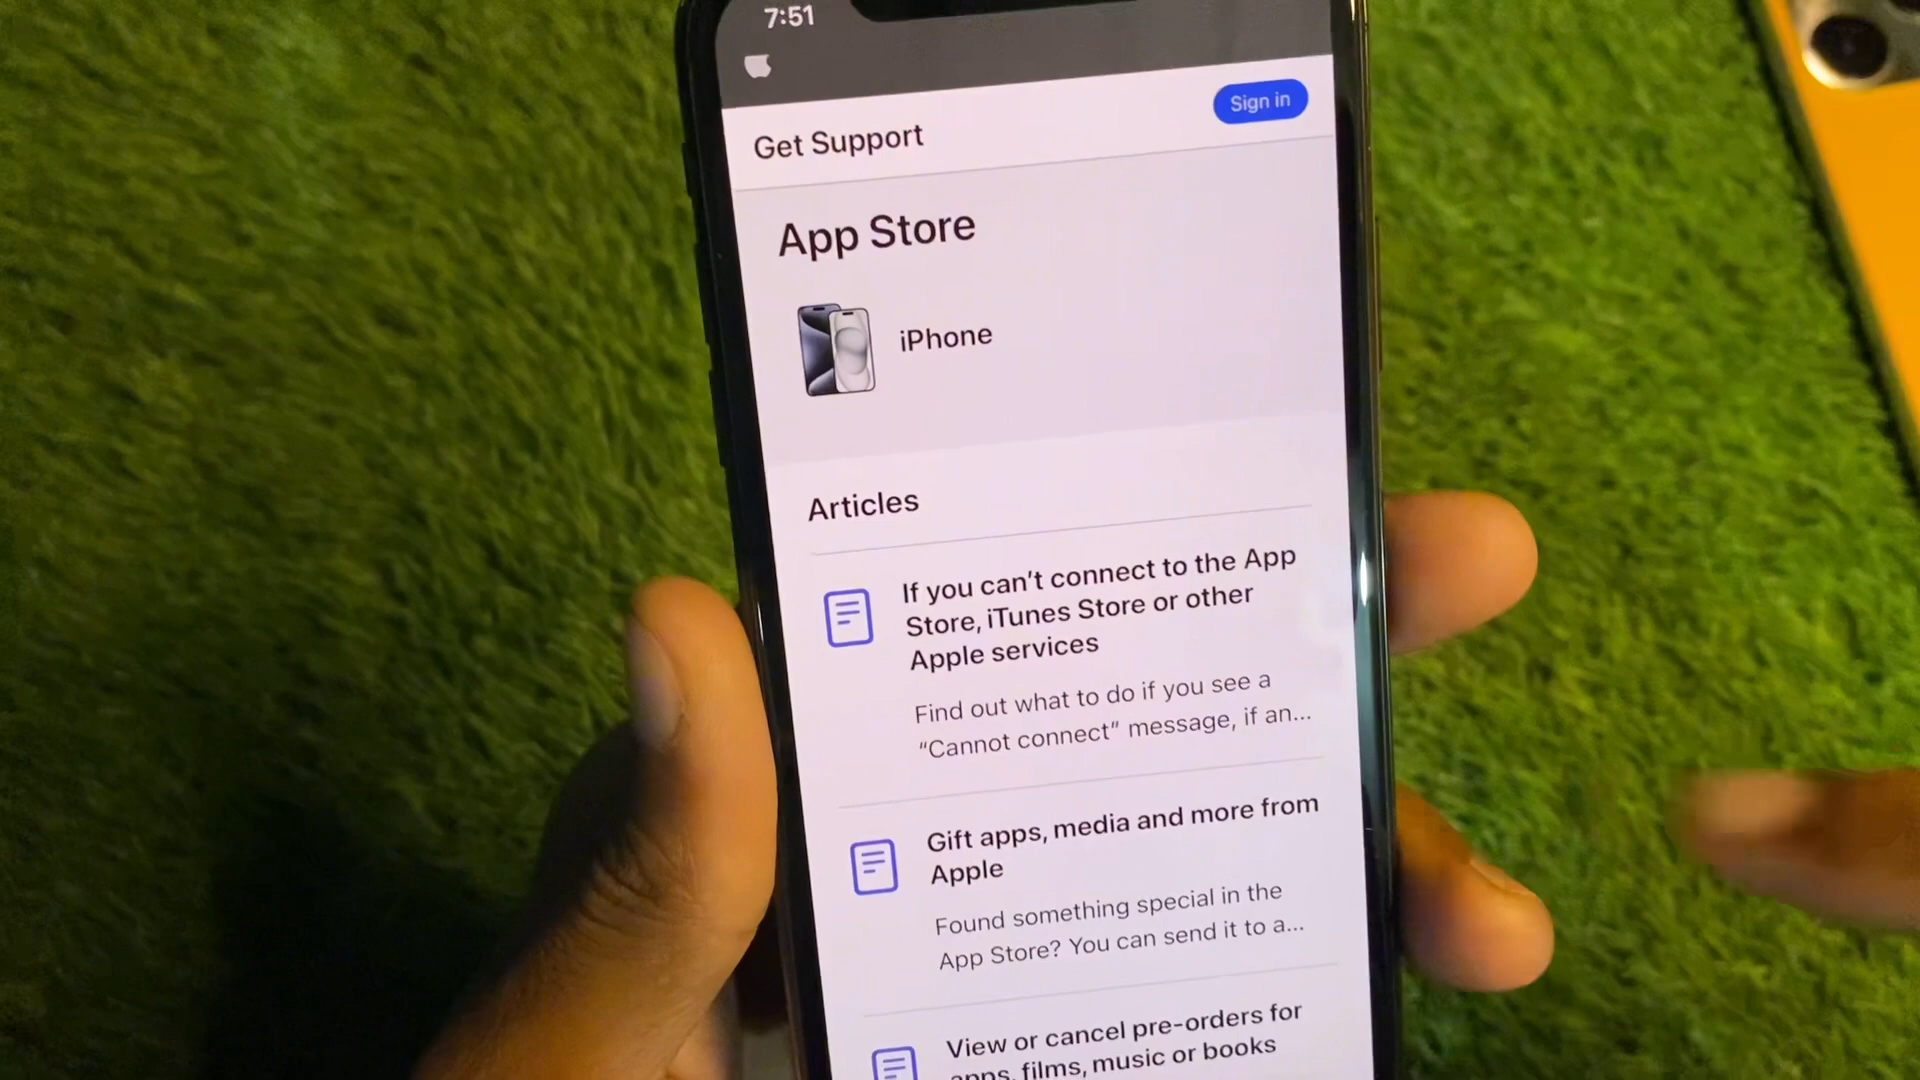 7:51
Get Support
Sign in
App Store
iPhone
Articles
If you can't connect to the App
Store, iTunes Store or other
Apple services
Find out what to do if you see a
"Cannot connect" message, if an...
Gift apps, media and more from
Apple
Found something special in the
App Store? You can send it to a...
View or cancel pre-orders for
apps, films, music or books